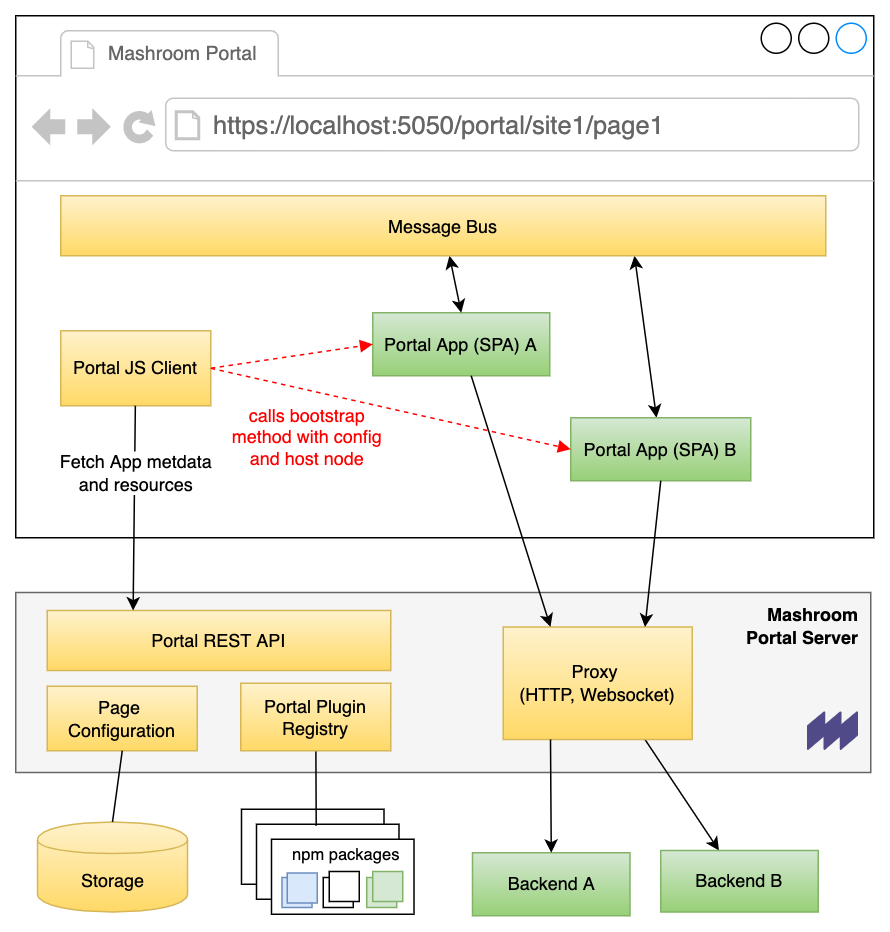 Mashroom Portal
https://localhost:5050/portal/site1/page1
Message Bus
Portal App (SPA) A
Portal JS Client
calls bootstrap
method with config
and host node
Portal App (SPA) B
Fetch App metdata
and resources
Mashroom
Portal Server
Portal REST API
Proxy
(HTTP, Websocket)
Page
Configuration
Portal Plugin
Registry
npm packages
Storage
Backend A
Backend B